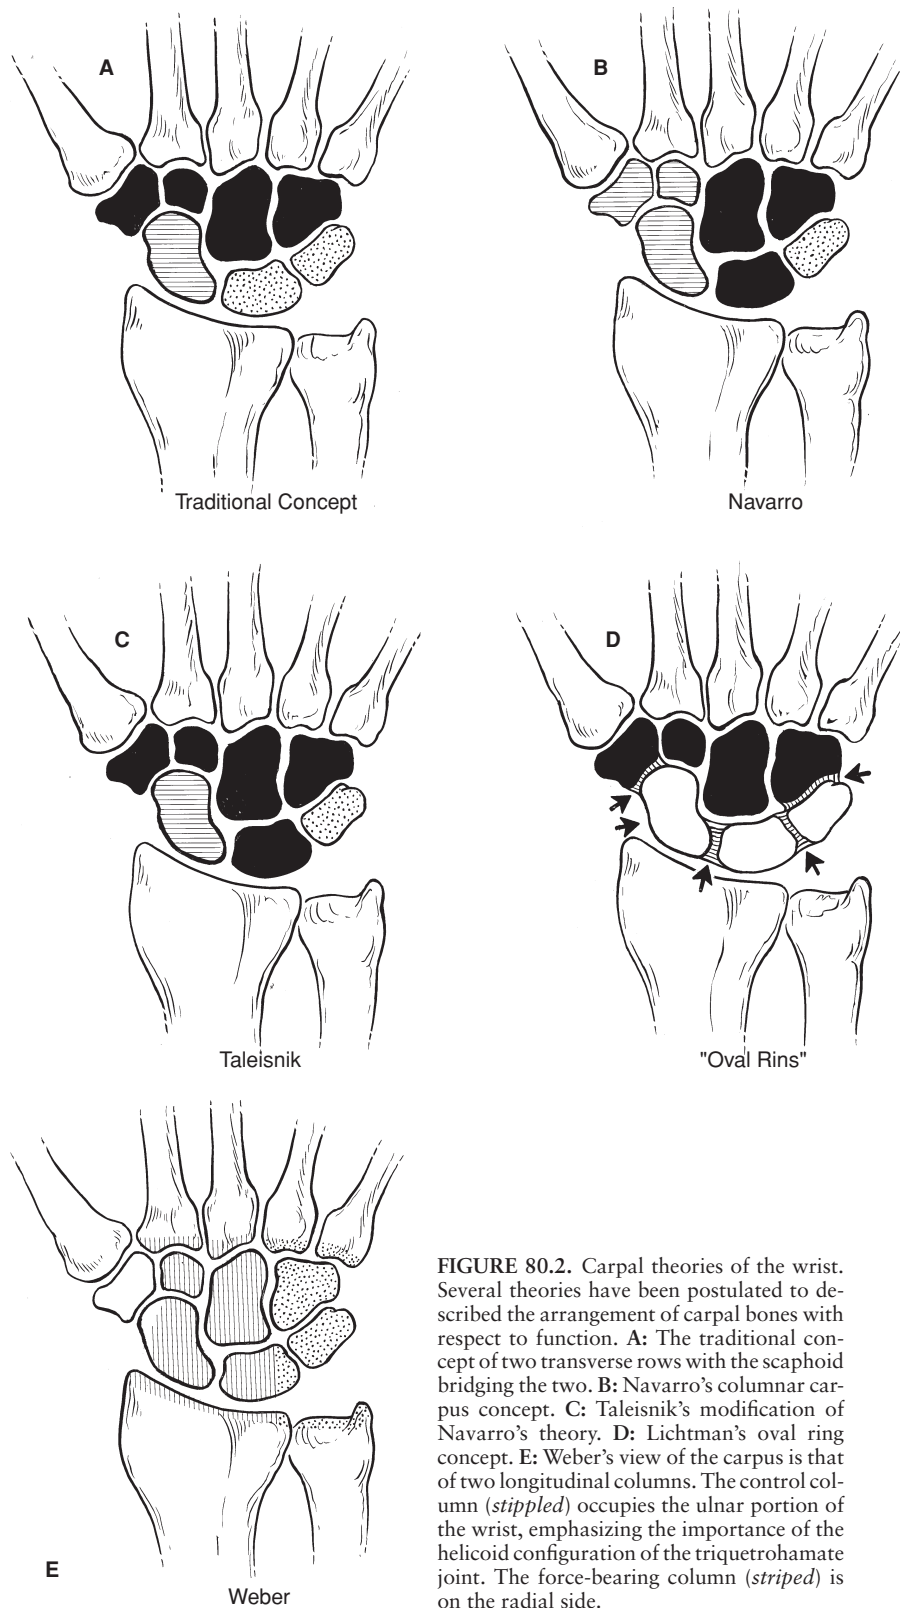 A
B
Traditional Concept
Navarro
C
D
Taleisnik
"Oval Rins"
E
Weber
FIGURE 80.2. Carpal theories of the wrist.
Several theories have been postulated to de-
scribed the arrangement of carpal bones with
respect to function. A: The traditional con-
cept of two transverse rows with the scaphoid
bridging the two. B: Navarro's columnar car-
pus concept. C: Taleisnik's modification of
Navarro's theory. D: Lichtman's oval ring
concept. E: Weber's view of the carpus is that
of two longitudinal columns. The control col-
umn (stippled) occupies the ulnar portion of
the wrist, emphasizing the importance of the
helicoid configuration of the triquetrohamate
joint. The force-bearing column (striped) is
on the radial side.